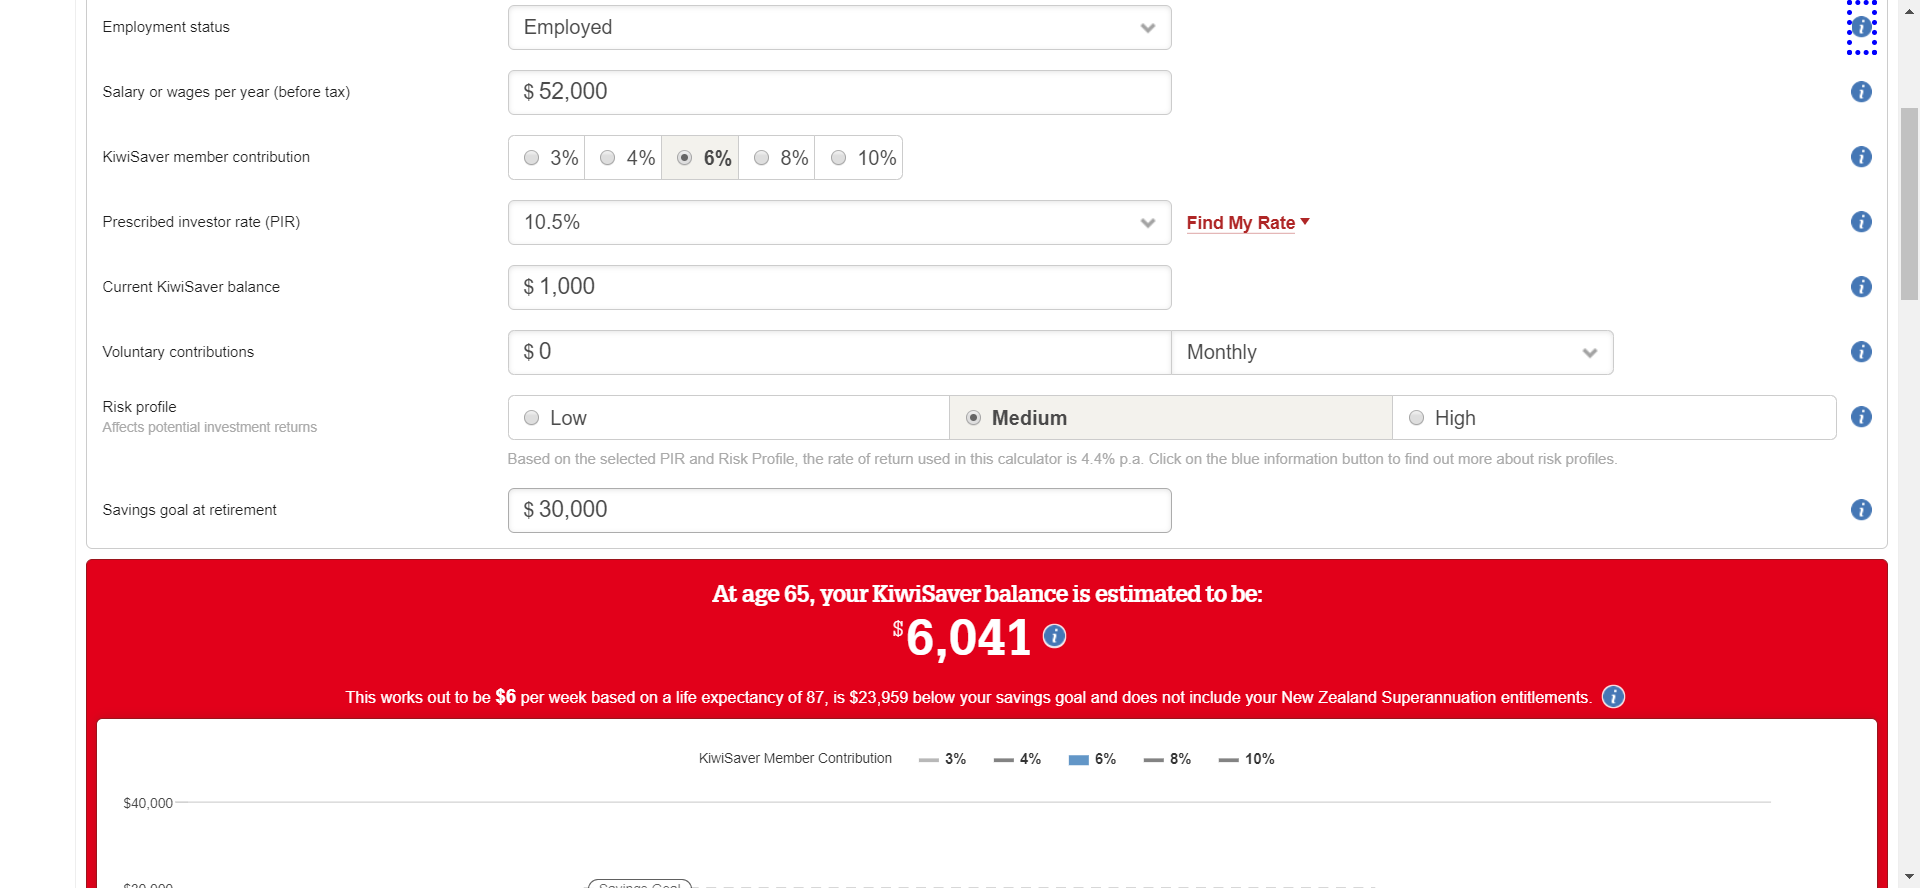 Employment status Employed
Salary or wages per year (before tax) $ 52,000
KiwiSaver member contribution 3% 4% 6% 8% 10%
Prescribed investor rate (PIR) 10.5% Find My Rate
Current KiwiSaver balance $ 1,000
Voluntary contributions $ 0 Monthly
Risk profile Low Medium High
Affects potential investment returns
Based on the selected PIR and Risk Profile, the rate of return used in this calculator is 4.4% p.a. Click on the blue information button to find out more about risk profiles.
Savings goal at retirement $ 30,000
At age 65, your KiwiSaver balance is estimated to be:
$6,041
This works out to be $6 per week based on a life expectancy of 87, is $23,959 below your savings goal and does not include your New Zealand Superannuation entitlements.
KiwiSaver Member Contribution 3% 4% 6% 8% 10%
$40,000
$30,000 Savings Goal